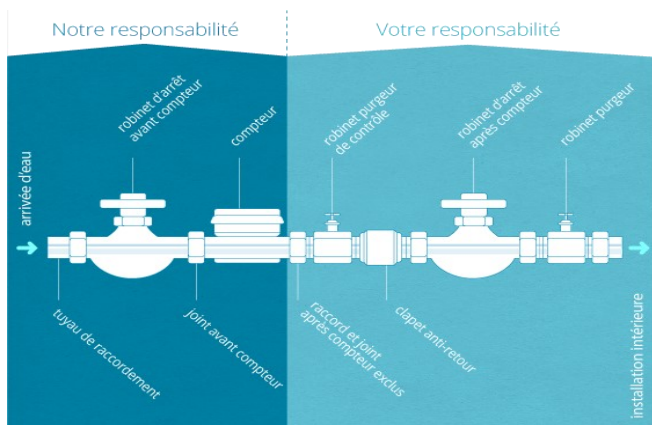 Notre responsabilité
Votre responsabilité
robinet d'arrêt
avant compteur
compteur
robinet purgeur
de contrôle
robinet d'arrêt
après compteur
robinet purgeur
arrivée d'eau
tuyau de raccordement
joint avant compteur
raccord et joint
après compteur exclus
clapet anti-retour
installation intérieure